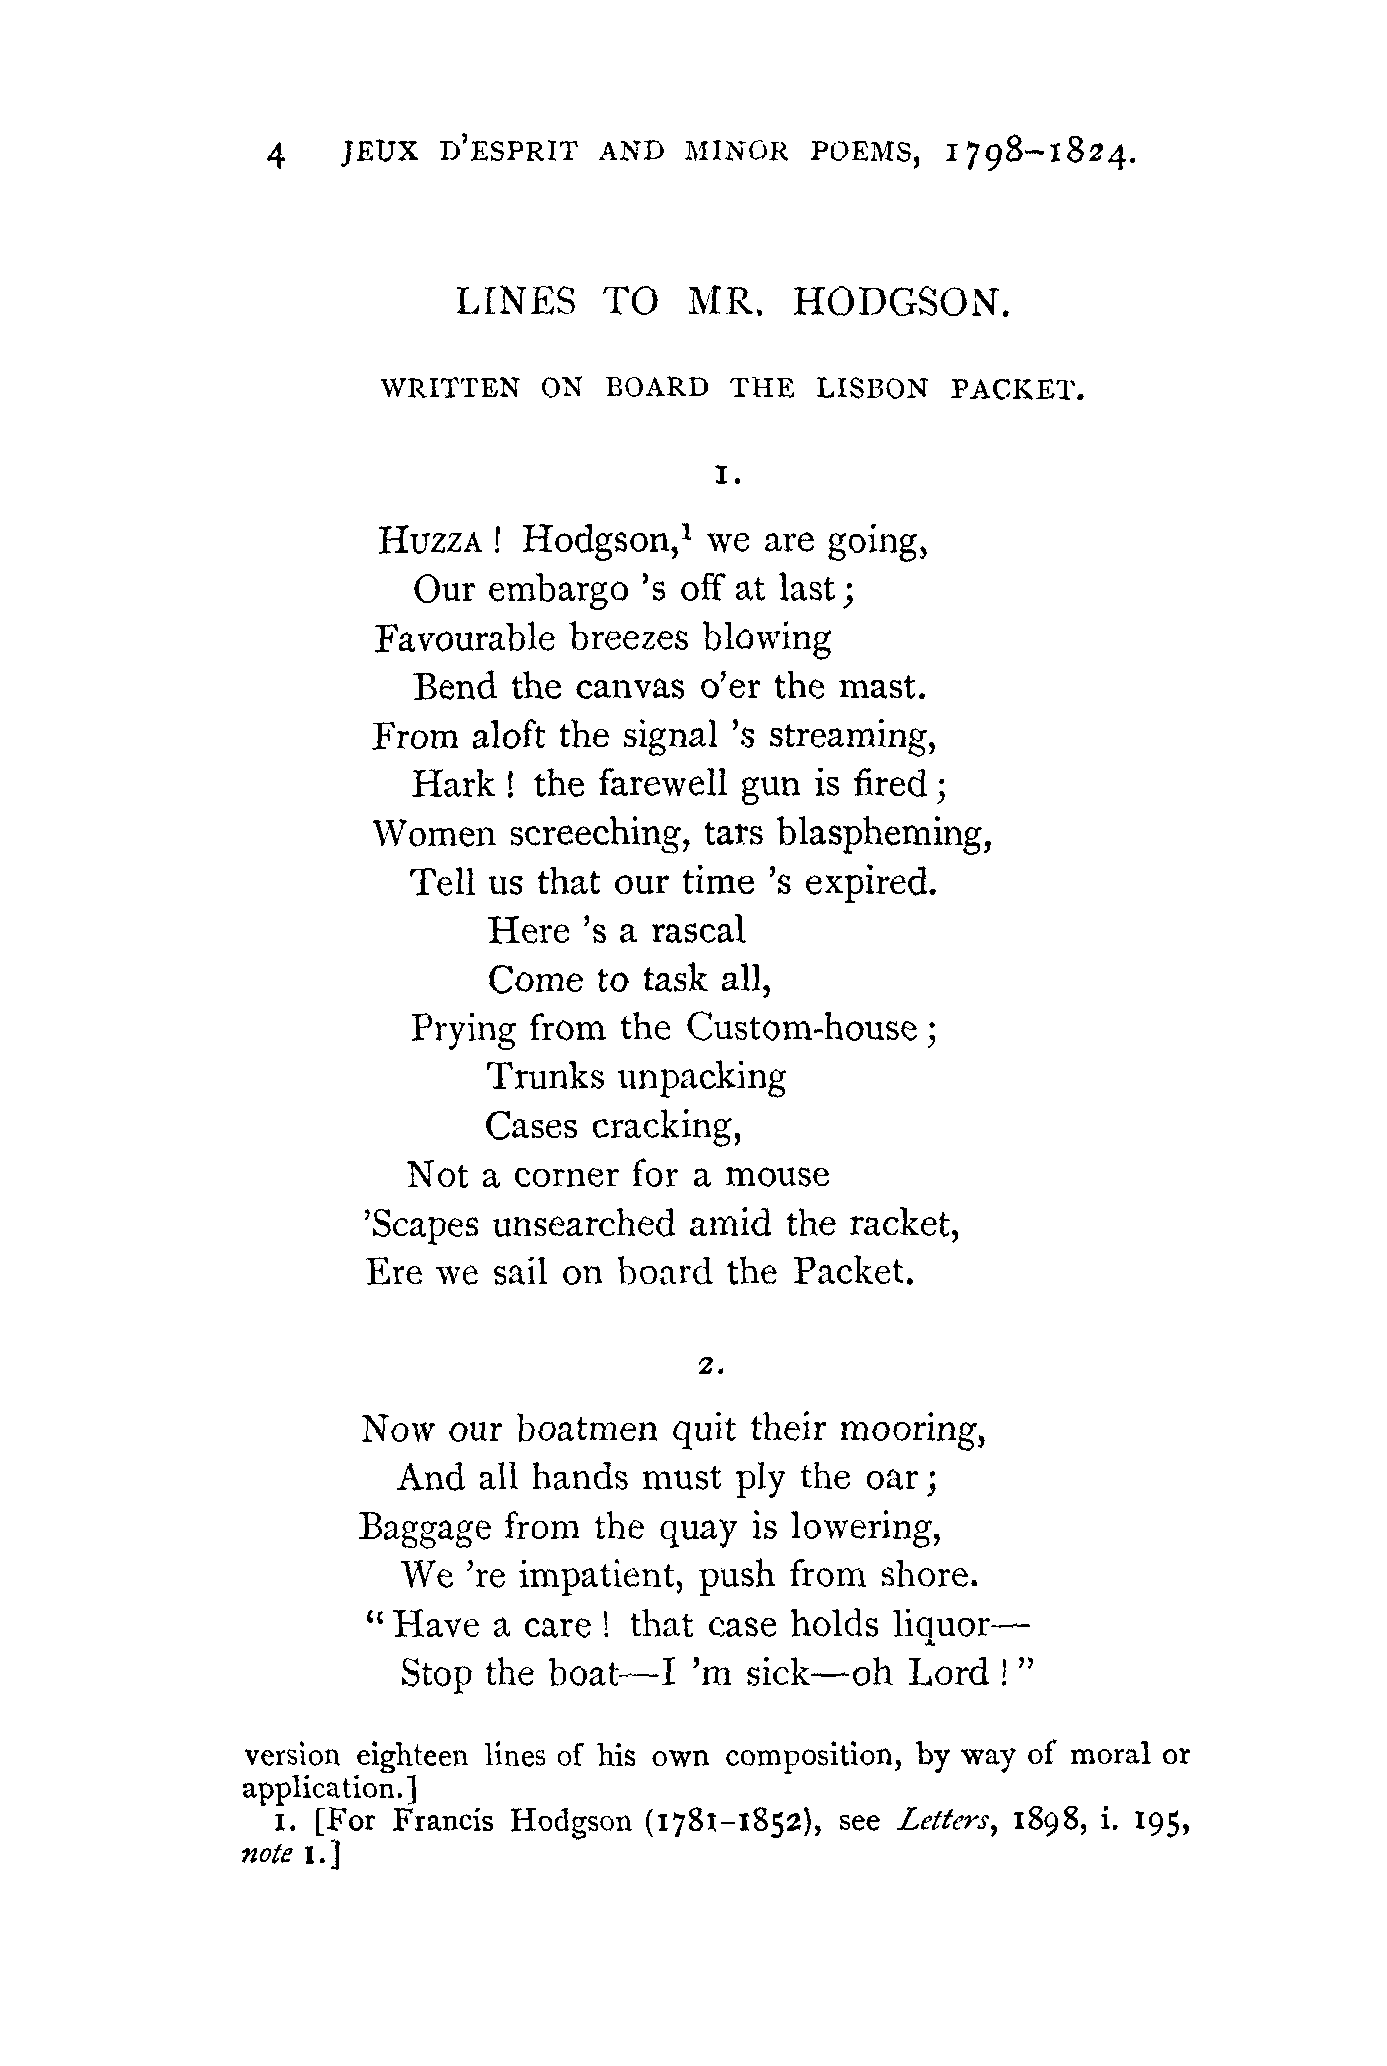 4 JEUX D'ESPRIT AND MINOR POEMS, 1798–1824.
LINES TO MR. HODGSON.
WRITTEN ON BOARD THE LISBON PACKET.
1.
HUZZA ! Hodgson,¹ we are going,
Our embargo 's off at last ;
Favourable breezes blowing
Bend the canvas o'er the mast.
From aloft the signal 's streaming,
Hark ! the farewell gun is fired ;
Women screeching, tars blaspheming,
Tell us that our time 's expired.
Here 's a rascal
Come to task all,
Prying from the Custom-house ;
Trunks unpacking
Cases cracking,
Not a corner for a mouse
'Scapes unsearched amid the racket,
Ere we sail on board the Packet.
2.
Now our boatmen quit their mooring,
And all hands must ply the oar ;
Baggage from the quay is lowering,
We 're impatient, push from shore.
“ Have a care ! that case holds liquor—
Stop the boat—I 'm sick—oh Lord ! ”
version eighteen lines of his own composition, by way of moral or
application.]
1. [For Francis Hodgson (1781–1852), see Letters, 1898, i. 195,
note 1.]